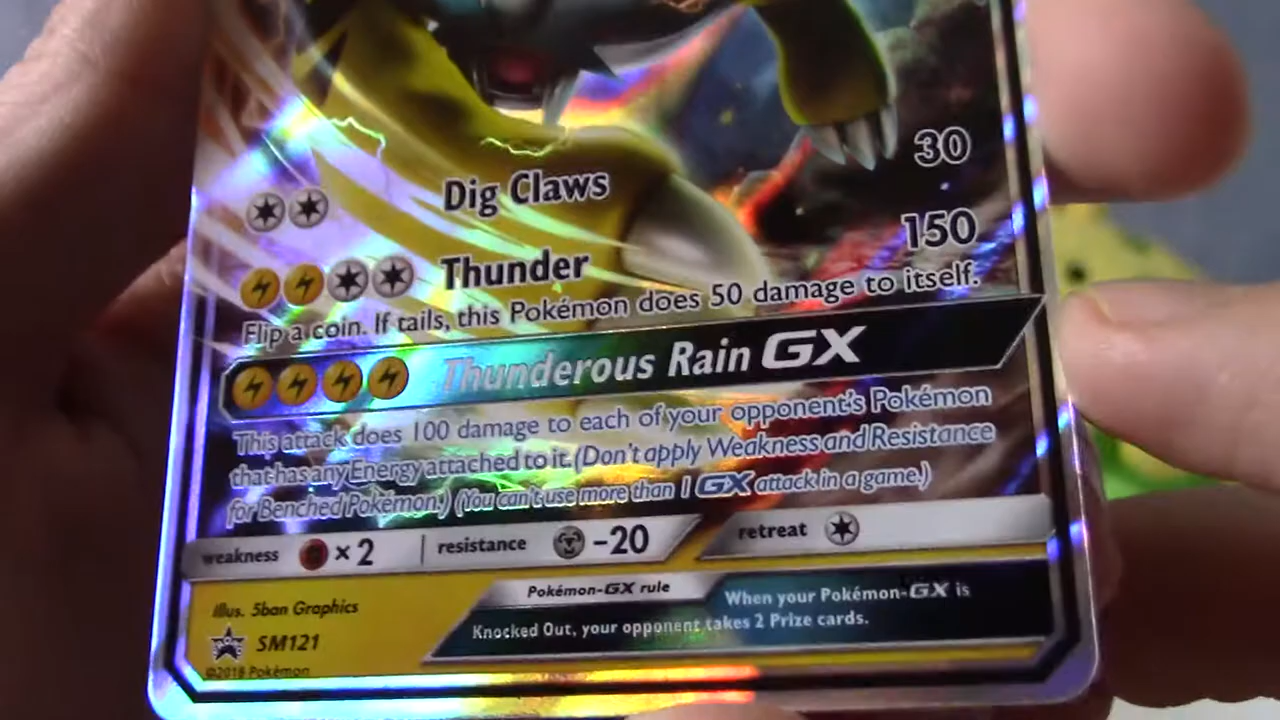 30
Dig Claws
150
Thunder
Flip a coin. If tails, this Pokémon does 50 damage to itself.
Thunderous Rain GX
This attack does 100 damage to each of your opponent's Pokémon
that has any Energy attached to it. (Don't apply Weakness and Resistance
for Benched Pokémon.) (You can't use more than 1 GX attack in a game.)
weakness ×2 resistance -20 retreat
Pokémon-GX rule When your Pokémon-GX is
Knocked Out, your opponent takes 2 Prize cards.
Illus. 5ban Graphics
SM121
©2018 Pokémon